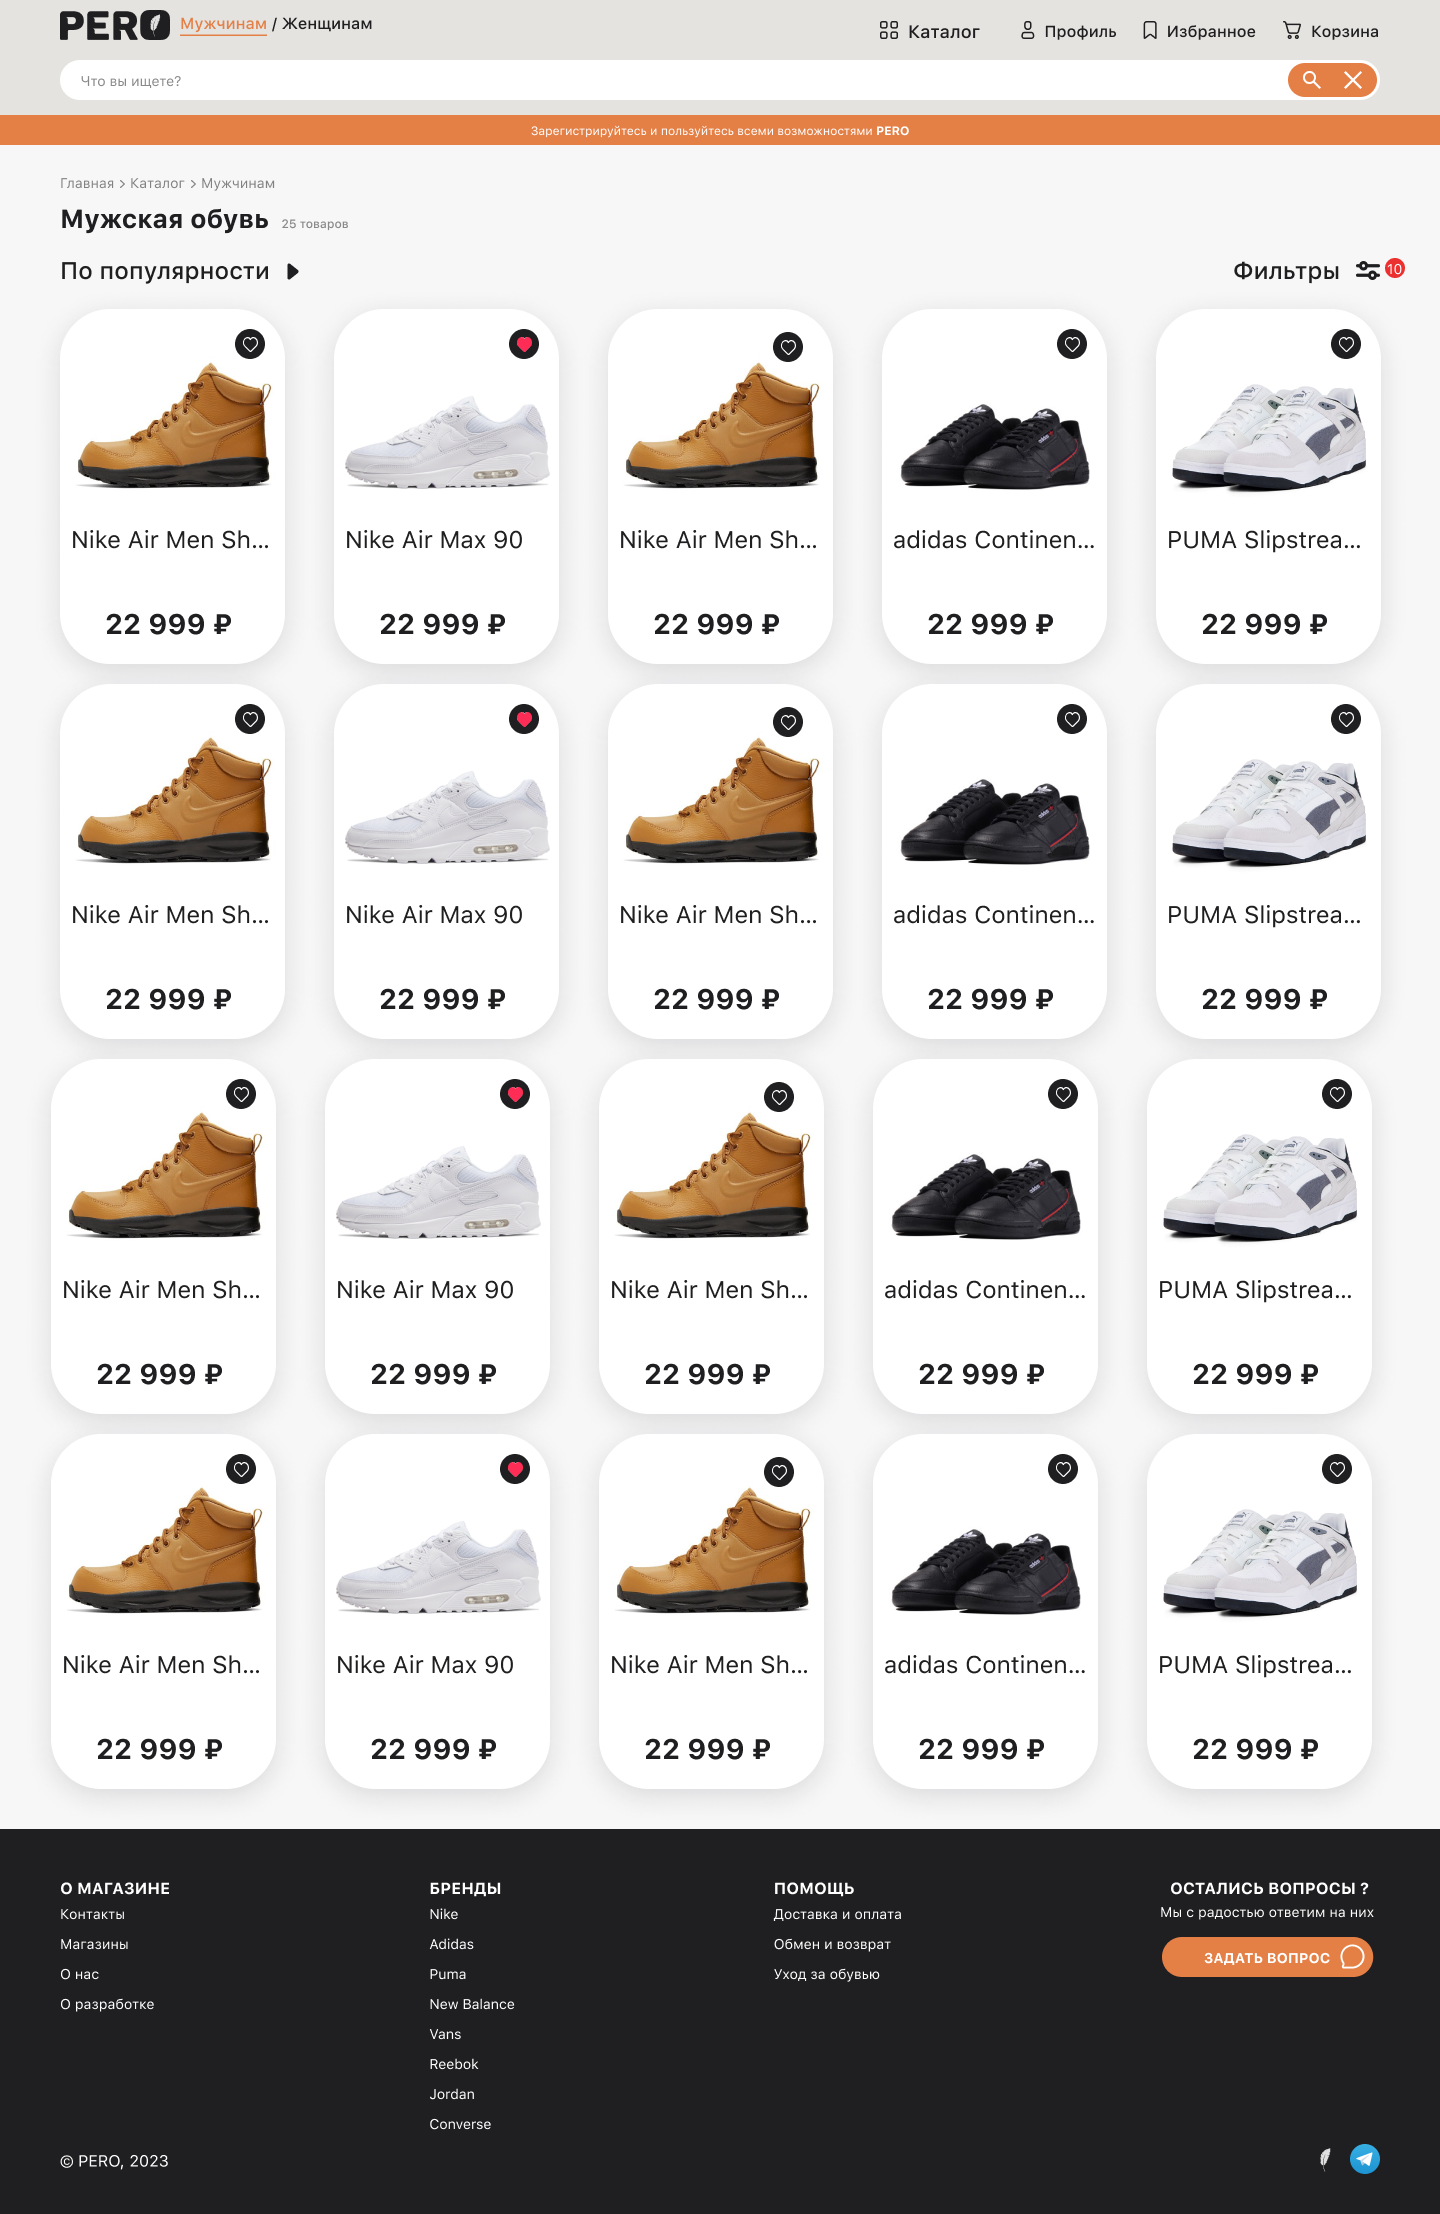 PERO Мужчинам / Женщинам Каталог Профиль Избранное Корзина
Что вы ищете?
Зарегистрируйтесь и пользуйтесь всеми возможностями PERO
Главная > Каталог > Мужчинам
Мужская обувь 25 товаров
По популярности Фильтры 10
Nike Air Men Sh... Nike Air Max 90 Nike Air Men Sh... adidas Continen... PUMA Slipstrea...
22 999 ₽ 22 999 ₽ 22 999 ₽ 22 999 ₽ 22 999 ₽
Nike Air Men Sh... Nike Air Max 90 Nike Air Men Sh... adidas Continen... PUMA Slipstrea...
22 999 ₽ 22 999 ₽ 22 999 ₽ 22 999 ₽ 22 999 ₽
Nike Air Men Sh... Nike Air Max 90 Nike Air Men Sh... adidas Continen... PUMA Slipstrea...
22 999 ₽ 22 999 ₽ 22 999 ₽ 22 999 ₽ 22 999 ₽
Nike Air Men Sh... Nike Air Max 90 Nike Air Men Sh... adidas Continen... PUMA Slipstrea...
22 999 ₽ 22 999 ₽ 22 999 ₽ 22 999 ₽ 22 999 ₽
О МАГАЗИНЕ
Контакты
Магазины
О нас
О разработке
БРЕНДЫ
Nike
Adidas
Puma
New Balance
Vans
Reebok
Jordan
Converse
ПОМОЩЬ
Доставка и оплата
Обмен и возврат
Уход за обувью
ОСТАЛИСЬ ВОПРОСЫ ?
Мы с радостью ответим на них
ЗАДАТЬ ВОПРОС
© PERO, 2023